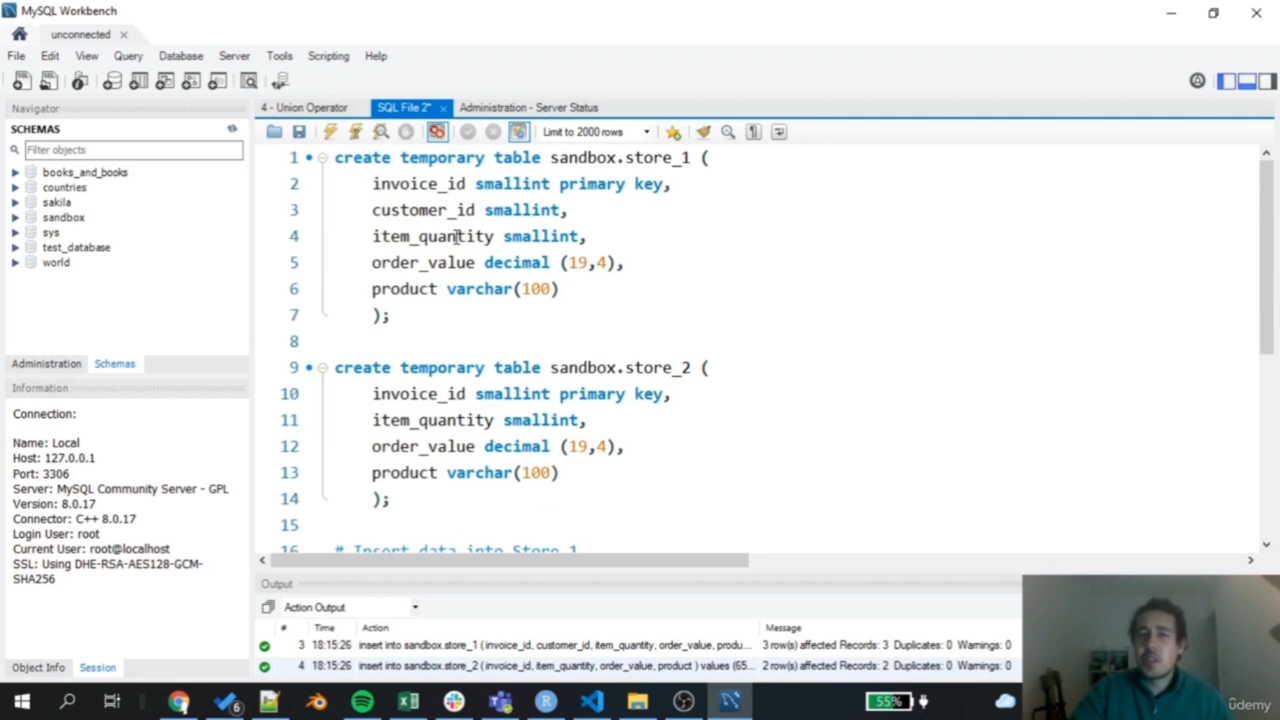 MySQL Workbench
unconnected
File Edit View Query Database Server Tools Scripting Help
Navigator
SCHEMAS
Filter objects
books_and_books
countries
sakila
sandbox
sys
test_database
world
Administration Schemas
Information
Connection:
Name: Local
Host: 127.0.0.1
Port: 3306
Server: MySQL Community Server - GPL
Version: 8.0.17
Connector: C++ 8.0.17
Login User: root
Current User: root@localhost
SSL: Using DHE-RSA-AES128-GCM-
SHA256
Object Info Session
4 - Union Operator SQL File 2* Administration - Server Status
Limit to 2000 rows
1 create temporary table sandbox.store_1 (
2 invoice_id smallint primary key,
3 customer_id smallint,
4 item_quantity smallint,
5 order_value decimal (19,4),
6 product varchar(100)
7 );
8
9 create temporary table sandbox.store_2 (
10 invoice_id smallint primary key,
11 item_quantity smallint,
12 order_value decimal (19,4),
13 product varchar(100)
14 );
15
16 # Insert data into Store 1
Output
Action Output
# Time Action Message
3 18:15:26 insert into sandbox.store_1 ( invoice_id, customer_id, item_quantity, order_value, produ... 3 row(s) affected Records: 3 Duplicates: 0 Warnings: 0
4 18:15:26 insert into sandbox.store_2 ( invoice_id, item_quantity, order_value, product ) values (65... 2 row(s) affected Records: 2 Duplicates: 0 Warnings: 0
6
55%
ûdemy